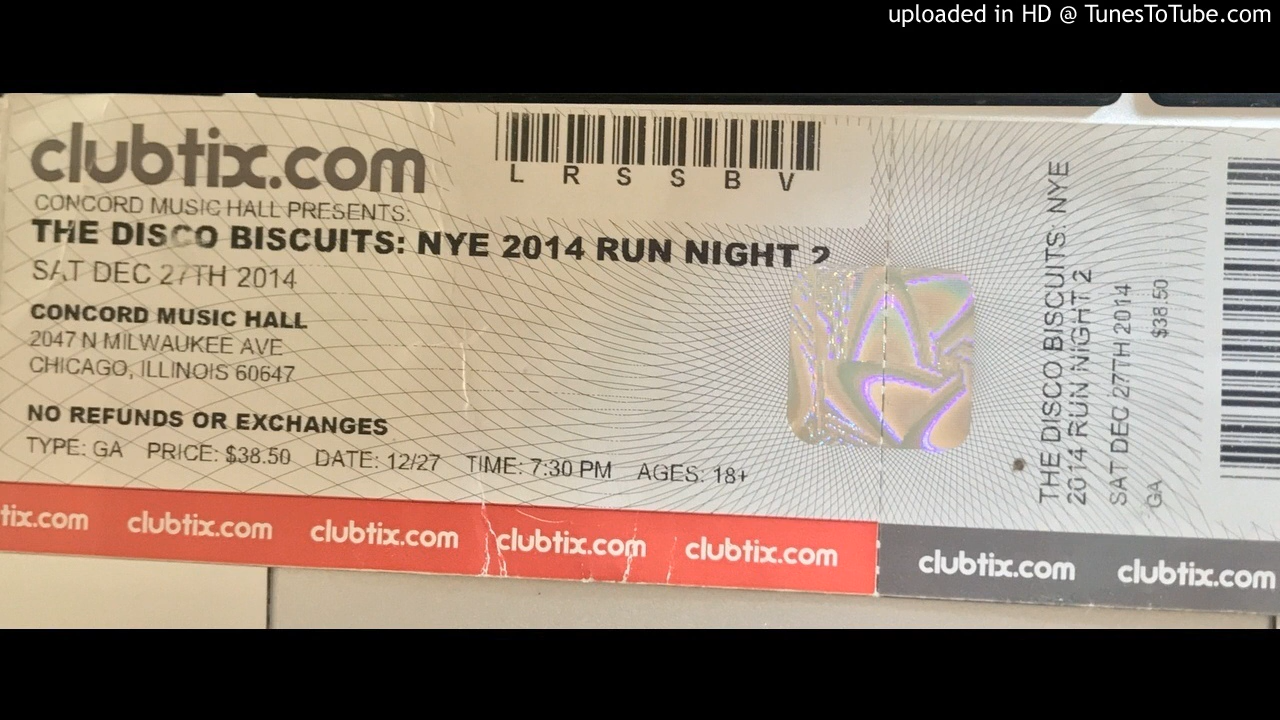 uploaded in HD @ TunesToTube.com
clubtix.com
L R S S B V
CONCORD MUSIC HALL PRESENTS:
THE DISCO BISCUITS: NYE 2014 RUN NIGHT 2
SAT DEC 27TH 2014
CONCORD MUSIC HALL
2047 N MILWAUKEE AVE
CHICAGO, ILLINOIS 60647
NO REFUNDS OR EXCHANGES
TYPE: GA PRICE: $38.50 DATE: 12/27 TIME: 7:30 PM AGES: 18+
tix.com clubtix.com clubtix.com clubtix.com clubtix.com
THE DISCO BISCUITS: NYE
2014 RUN NIGHT 2
SAT DEC 27TH 2014
GA $38.50
clubtix.com clubtix.com